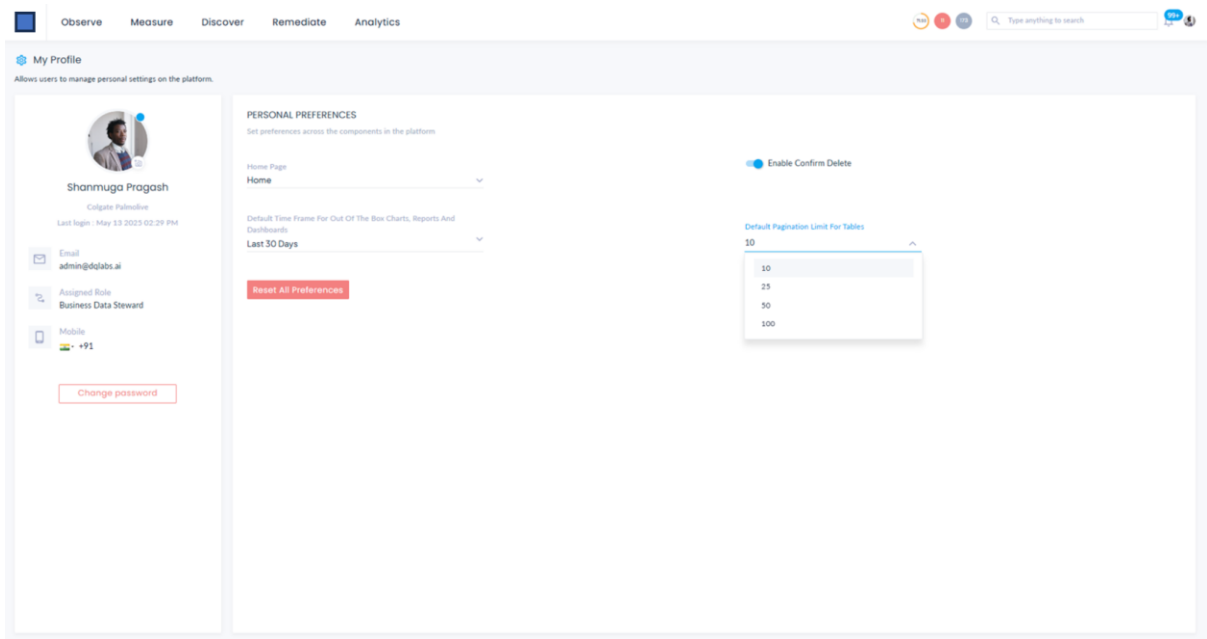 Observe Measure Discover Remediate Analytics
Type anything to search
99+
My Profile
Allows users to manage personal settings on the platform.
Shanmuga Pragash
Colgate Palmolive
Last login : May 13 2025 02:29 PM
Email
admin@dqlabs.ai
Assigned Role
Business Data Steward
Mobile
+91
Change password
PERSONAL PREFERENCES
Set preferences across the components in the platform
Home Page
Home
Enable Confirm Delete
Default Time Frame For Out Of The Box Charts, Reports And
Dashboards
Last 30 Days
Default Pagination Limit For Tables
10
10
25
50
100
Reset All Preferences